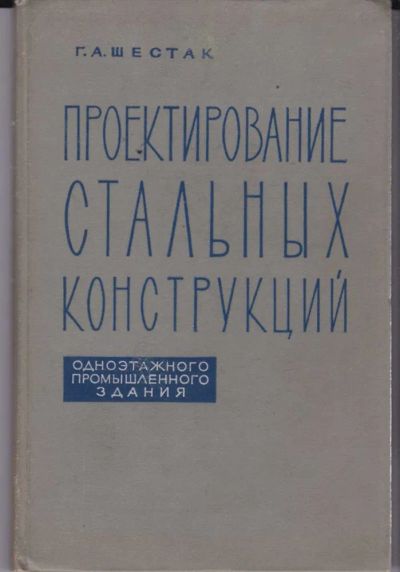 Г.А.ШЕСТАК
ПРОЕКТИРОВАНИЕ
СТАЛЬНЫХ
КОНСТРУКЦИЙ
ОДНОЭТАЖНОГО
ПРОМЫШЛЕННОГО
ЗДАНИЯ